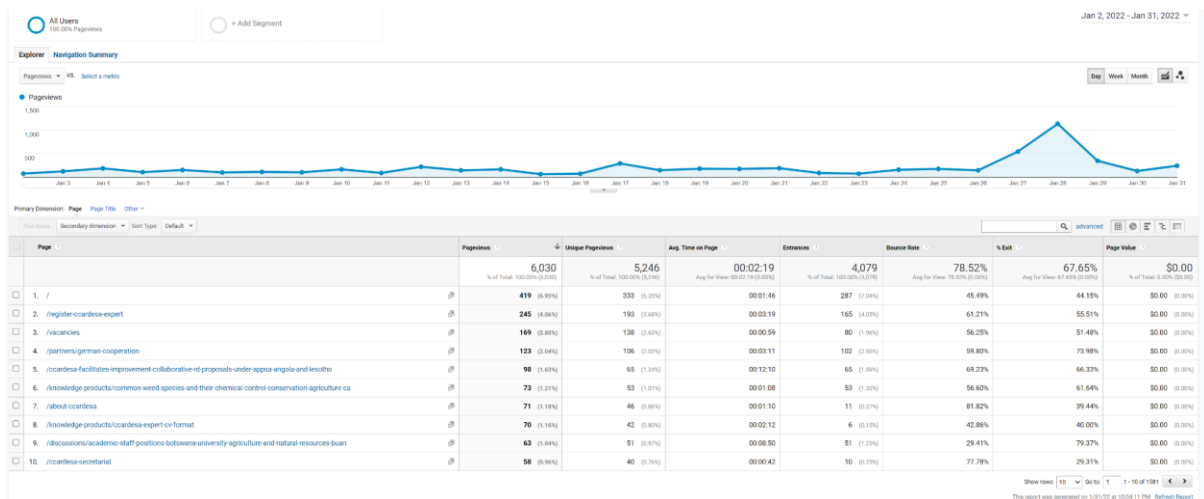 All Users
100.00% Pageviews
+ Add Segment
Jan 2, 2022 - Jan 31, 2022
Explorer Navigation Summary
Pageviews VS. Select a metric
Day Week Month
Pageviews
1,500
1,000
500
... Jan 3 Jan 4 Jan 5 Jan 6 Jan 7 Jan 8 Jan 9 Jan 10 Jan 11 Jan 12 Jan 13 Jan 14 Jan 15 Jan 16 Jan 17 Jan 18 Jan 19 Jan 20 Jan 21 Jan 22 Jan 23 Jan 24 Jan 25 Jan 26 Jan 27 Jan 28 Jan 29 Jan 30 Jan 31
Primary Dimension: Page Page Title Other
Plot Rows Secondary dimension Sort Type: Default advanced
Page Pageviews Unique Pageviews Avg. Time on Page Entrances Bounce Rate % Exit Page Value
6,030 5,246 00:02:19 4,079 78.52% 67.65% $0.00
% of Total: 100.00% (6,030) % of Total: 100.00% (5,246) Avg for View: 00:02:19 (0.00%) % of Total: 100.00% (4,079) Avg for View: 78.52% (0.00%) Avg for View: 67.65% (0.00%) % of Total: 0.00% ($0.00)
1. / 419 (6.95%) 333 (6.35%) 00:01:46 287 (7.04%) 45.49% 44.15% $0.00 (0.00%)
2. /register-ccardesa-expert 245 (4.06%) 193 (3.68%) 00:03:19 165 (4.05%) 61.21% 55.51% $0.00 (0.00%)
3. /vacancies 169 (2.80%) 138 (2.63%) 00:00:59 80 (1.96%) 56.25% 51.48% $0.00 (0.00%)
4. /partners/german-cooperation 123 (2.04%) 106 (2.02%) 00:03:11 102 (2.50%) 59.80% 73.98% $0.00 (0.00%)
5. /ccardesa-facilitates-improvement-collaborative-rd-proposals-under-appsa-angola-and-lesotho 98 (1.63%) 65 (1.24%) 00:12:10 65 (1.59%) 69.23% 66.33% $0.00 (0.00%)
6. /knowledge-products/common-weed-species-and-their-chemical-control-conservation-agriculture-ca 73 (1.21%) 53 (1.01%) 00:01:08 53 (1.30%) 56.60% 61.64% $0.00 (0.00%)
7. /about-ccardesa 71 (1.18%) 46 (0.88%) 00:01:10 11 (0.27%) 81.82% 39.44% $0.00 (0.00%)
8. /knowledge-products/ccardesa-expert-cv-format 70 (1.16%) 42 (0.80%) 00:02:12 6 (0.15%) 42.86% 40.00% $0.00 (0.00%)
9. /discussions/academic-staff-positions-botswana-university-agriculture-and-natural-resources-buan 63 (1.04%) 51 (0.97%) 00:08:50 51 (1.25%) 29.41% 79.37% $0.00 (0.00%)
10. /ccardesa-secretariat 58 (0.96%) 40 (0.76%) 00:00:42 10 (0.25%) 77.78% 29.31% $0.00 (0.00%)
Show rows: 10 Go to: 1 1 - 10 of 1581
This report was generated on 1/31/22 at 10:04:11 PM - Refresh Report